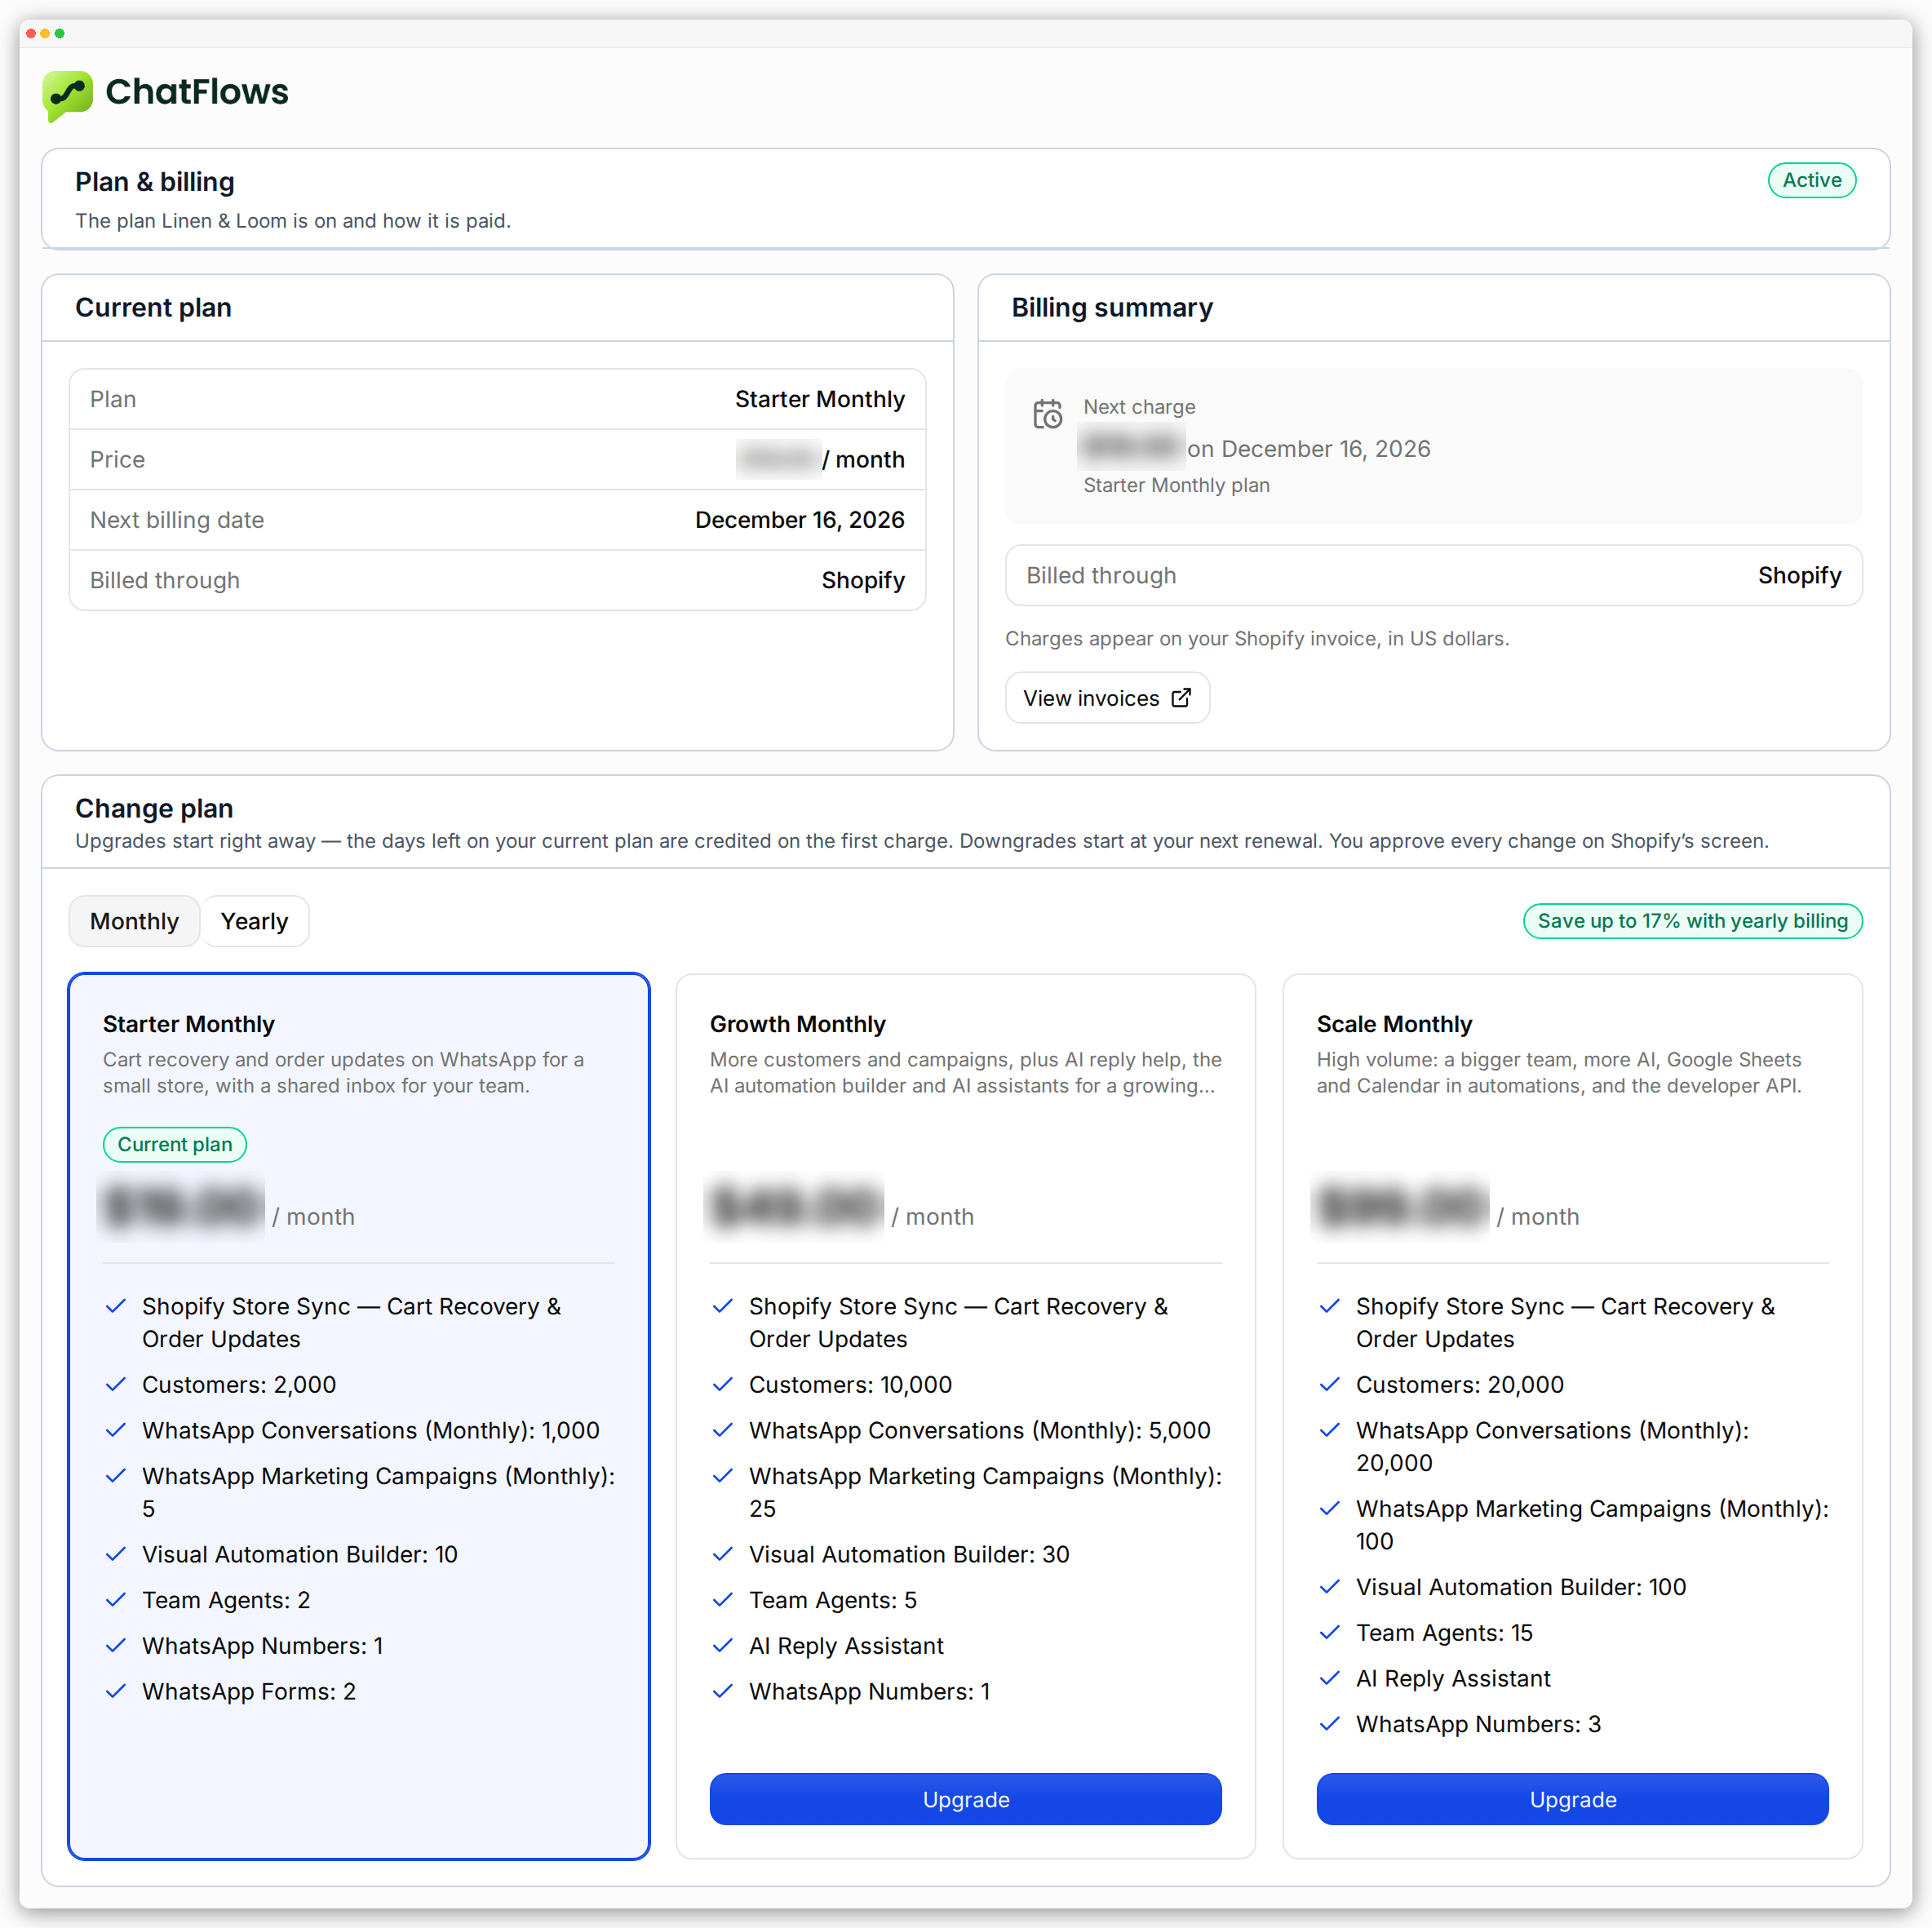 ChatFlows
Plan & billing
Active
The plan Linen & Loom is on and how it is paid.
Current plan
Plan
Starter Monthly
Price
/ month
Next billing date
December 16, 2026
Billed through
Shopify
Billing summary
Next charge
on December 16, 2026
Starter Monthly plan
Billed through
Shopify
Charges appear on your Shopify invoice, in US dollars.
View invoices
Change plan
Upgrades start right away — the days left on your current plan are credited on the first charge. Downgrades start at your next renewal. You approve every change on Shopify’s screen.
Monthly
Yearly
Save up to 17% with yearly billing
Starter Monthly
Cart recovery and order updates on WhatsApp for a
small store, with a shared inbox for your team.
Current plan
/ month
Shopify Store Sync — Cart Recovery &
Order Updates
Customers: 2,000
WhatsApp Conversations (Monthly): 1,000
WhatsApp Marketing Campaigns (Monthly):
5
Visual Automation Builder: 10
Team Agents: 2
WhatsApp Numbers: 1
WhatsApp Forms: 2
Growth Monthly
More customers and campaigns, plus AI reply help, the
AI automation builder and AI assistants for a growing...
/ month
Shopify Store Sync — Cart Recovery &
Order Updates
Customers: 10,000
WhatsApp Conversations (Monthly): 5,000
WhatsApp Marketing Campaigns (Monthly):
25
Visual Automation Builder: 30
Team Agents: 5
AI Reply Assistant
WhatsApp Numbers: 1
Upgrade
Scale Monthly
High volume: a bigger team, more AI, Google Sheets
and Calendar in automations, and the developer API.
/ month
Shopify Store Sync — Cart Recovery &
Order Updates
Customers: 20,000
WhatsApp Conversations (Monthly):
20,000
WhatsApp Marketing Campaigns (Monthly):
100
Visual Automation Builder: 100
Team Agents: 15
AI Reply Assistant
WhatsApp Numbers: 3
Upgrade